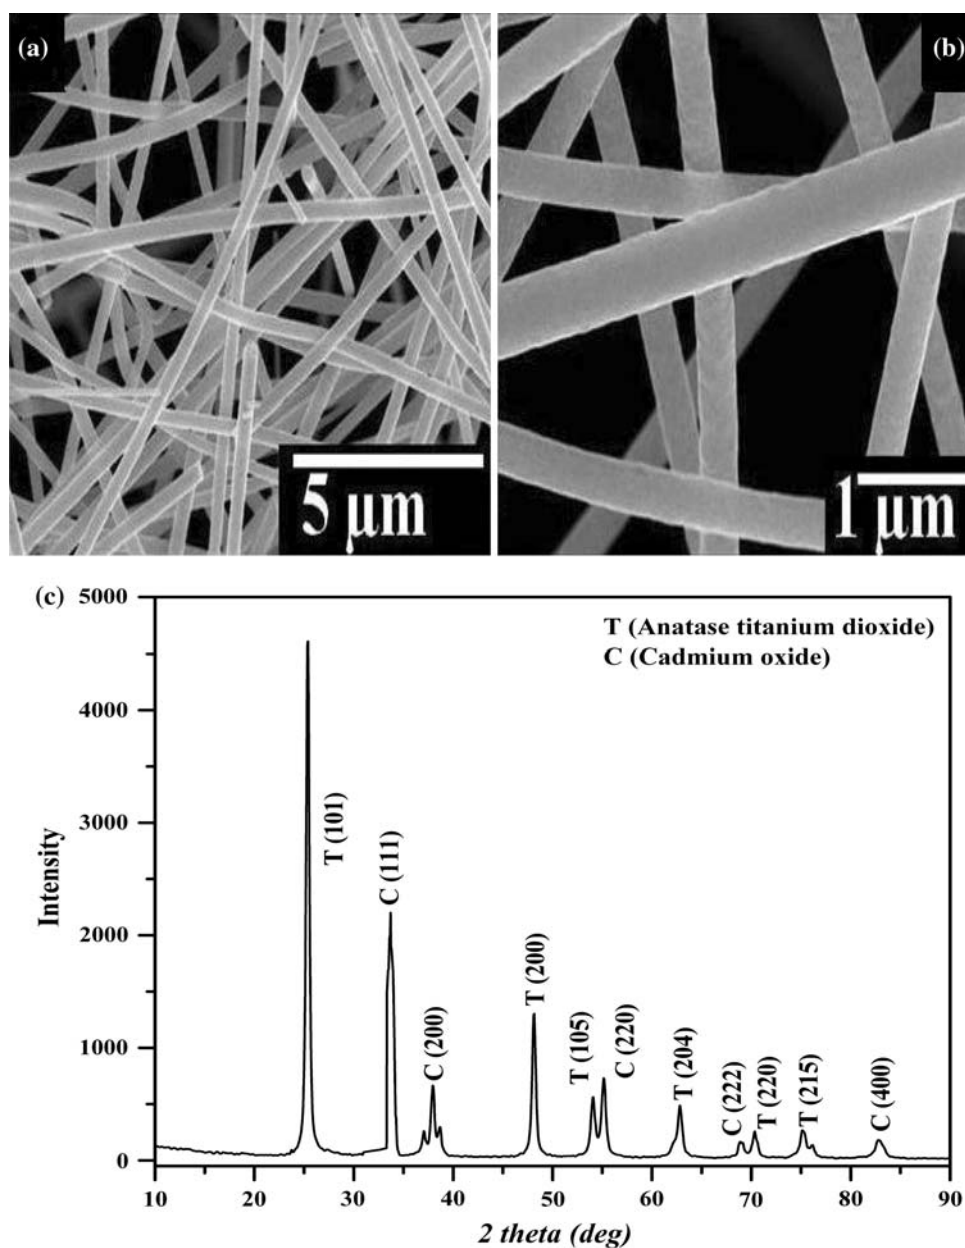 (a)
(b)
5 μm
1 μm
(c)
5000
4000
3000
2000
1000
0
Intensity
T (Anatase titanium dioxide)
C (Cadmium oxide)
T (101)
C (111)
C (200)
T (200)
T (105)
C (220)
T (204)
C (222)
T (220)
T (215)
C (400)
10 20 30 40 50 60 70 80 90
2 theta (deg)